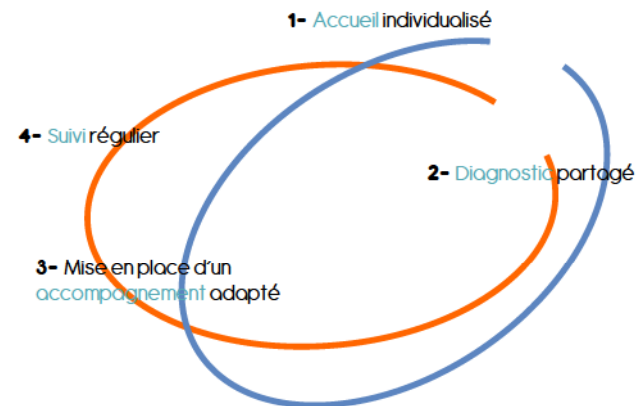 1- Accueil individualisé
4- Suivi régulier
2- Diagnostic partagé
3- Mise en place d'un
accompagnement adapté